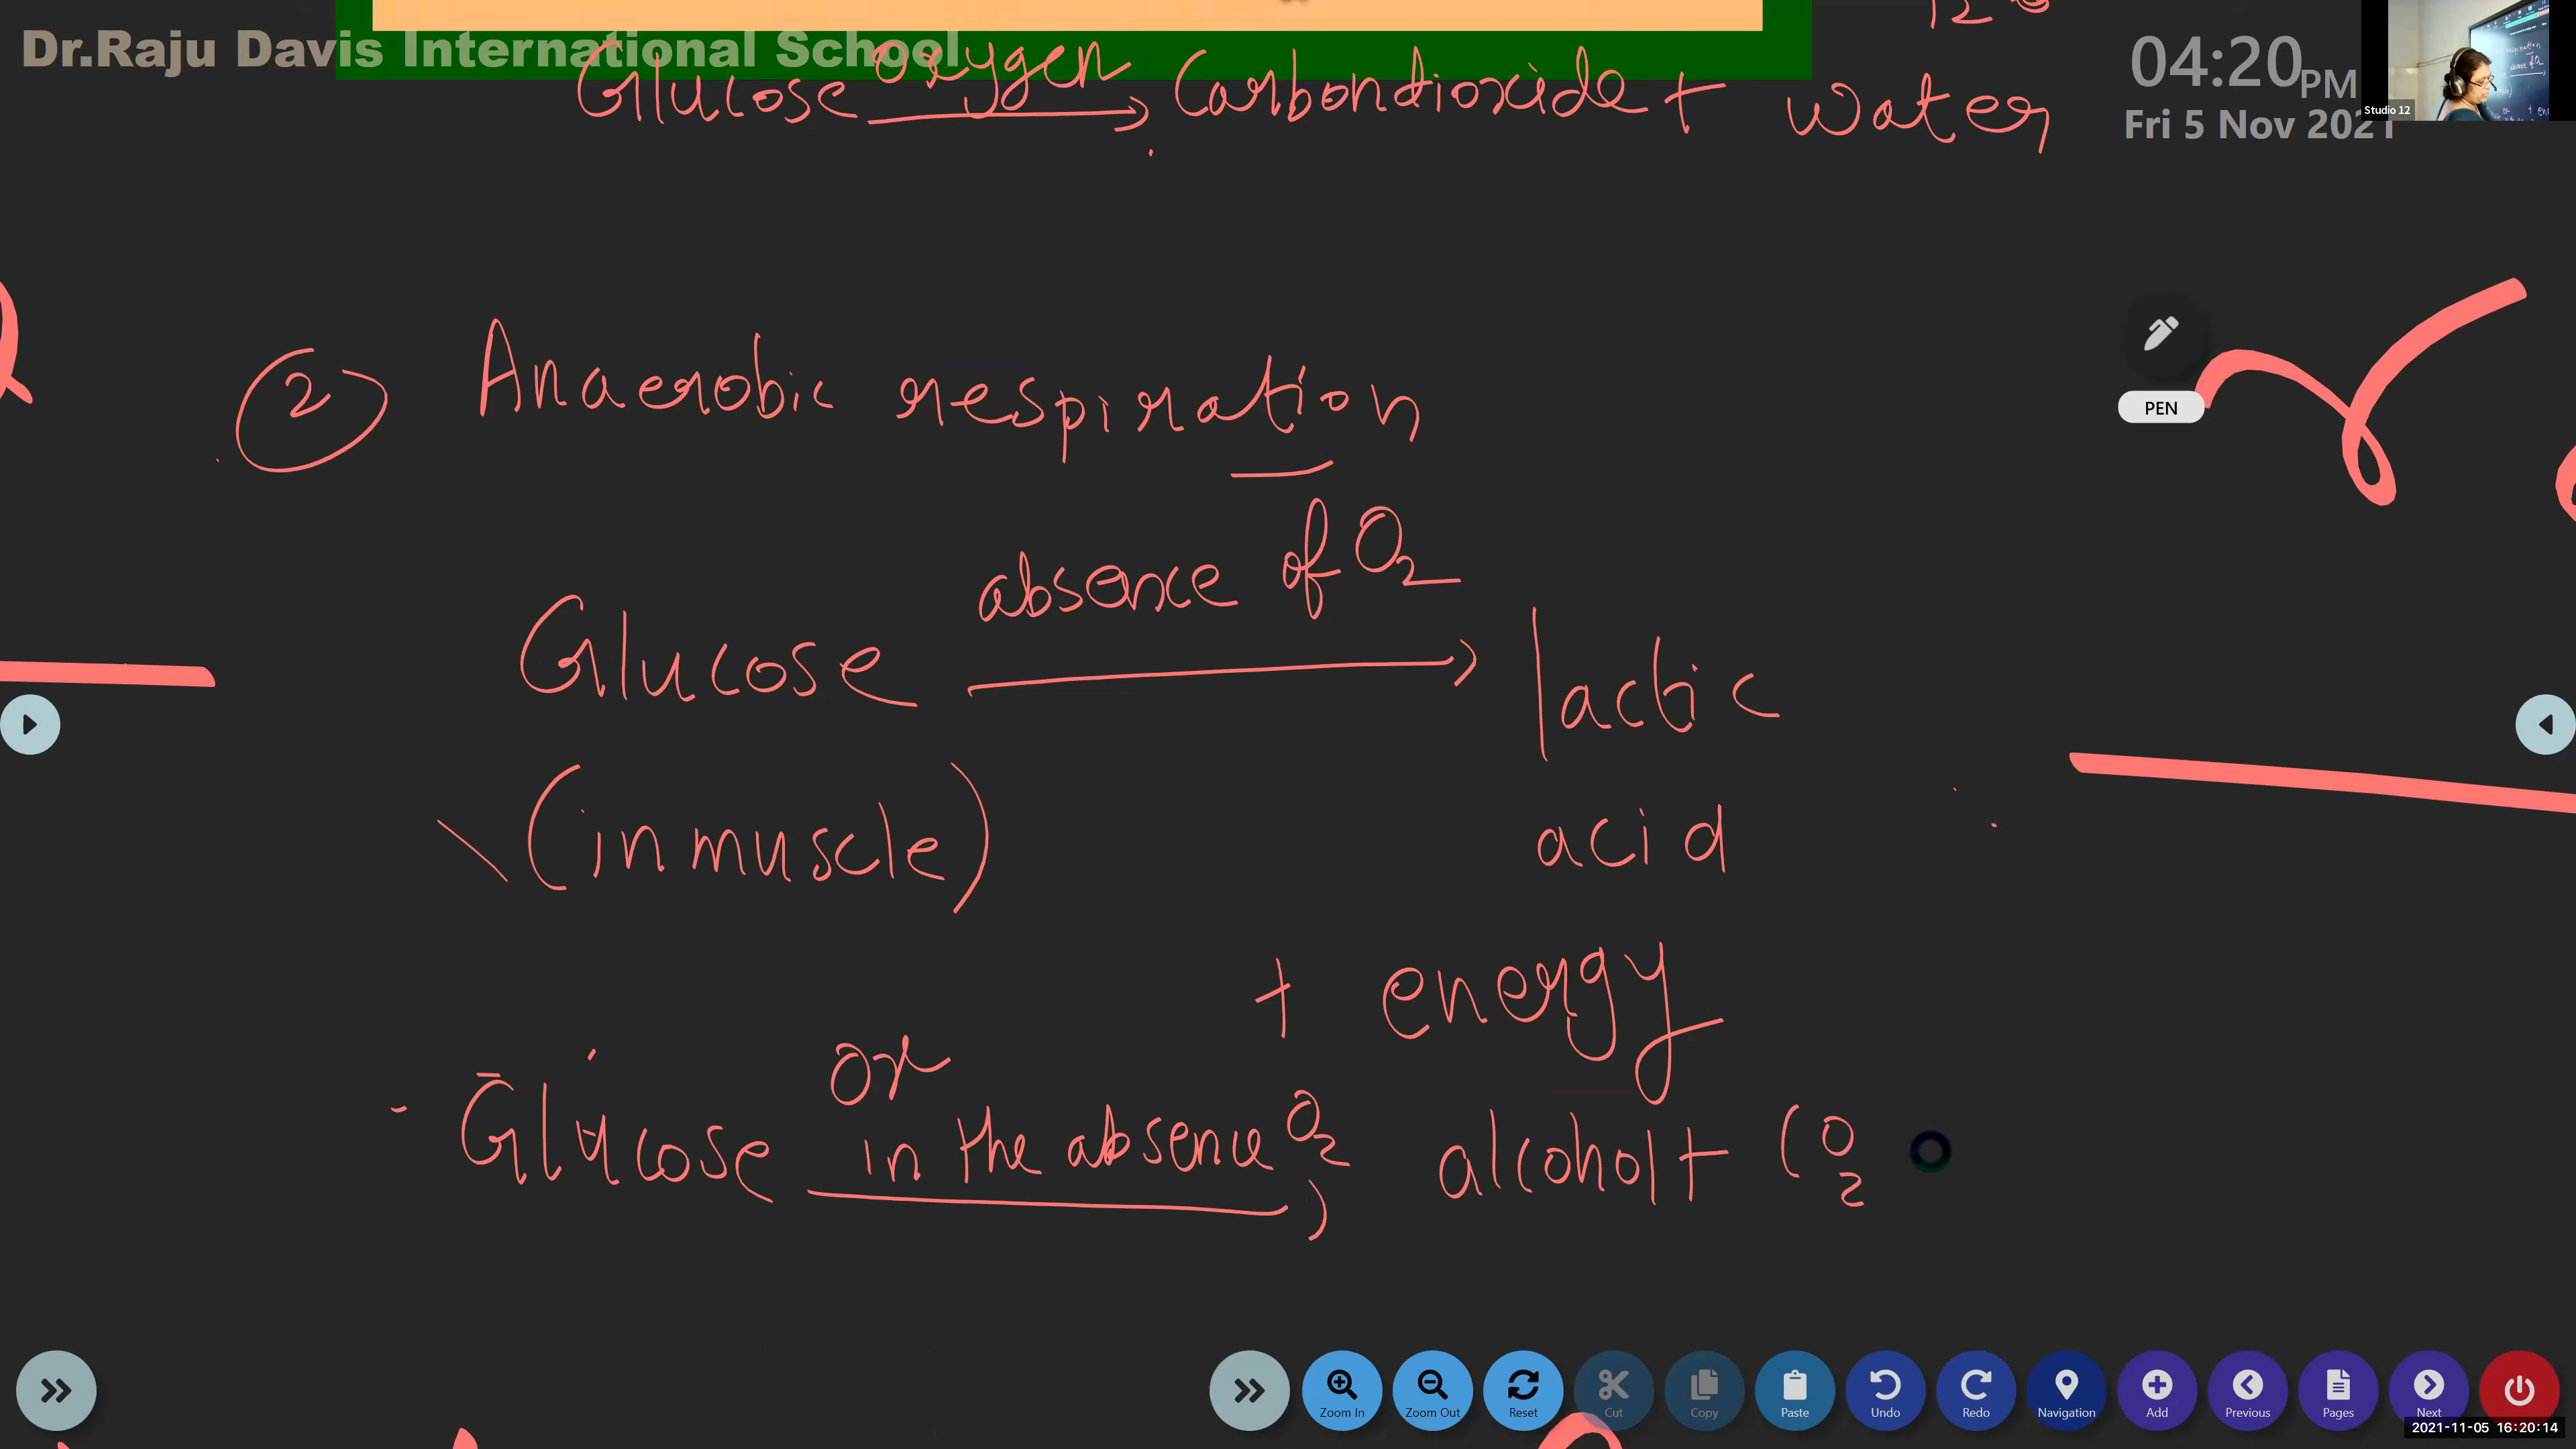 Dr.Raju Davis International School
04:20 PM
Fri 5 Nov 2021
Studio 12
Glucose oxygen Carbondioxide + water
2 Anaerobic respiration
PEN
absence of O2
Glucose → lactic
(in muscle) acid
+ energy
or
Glucose in the absence O2 alcohol + CO2
Zoom In Zoom Out Reset Cut Copy Paste Undo Redo Navigation Add Previous Pages Next
2021-11-05 16:20:14